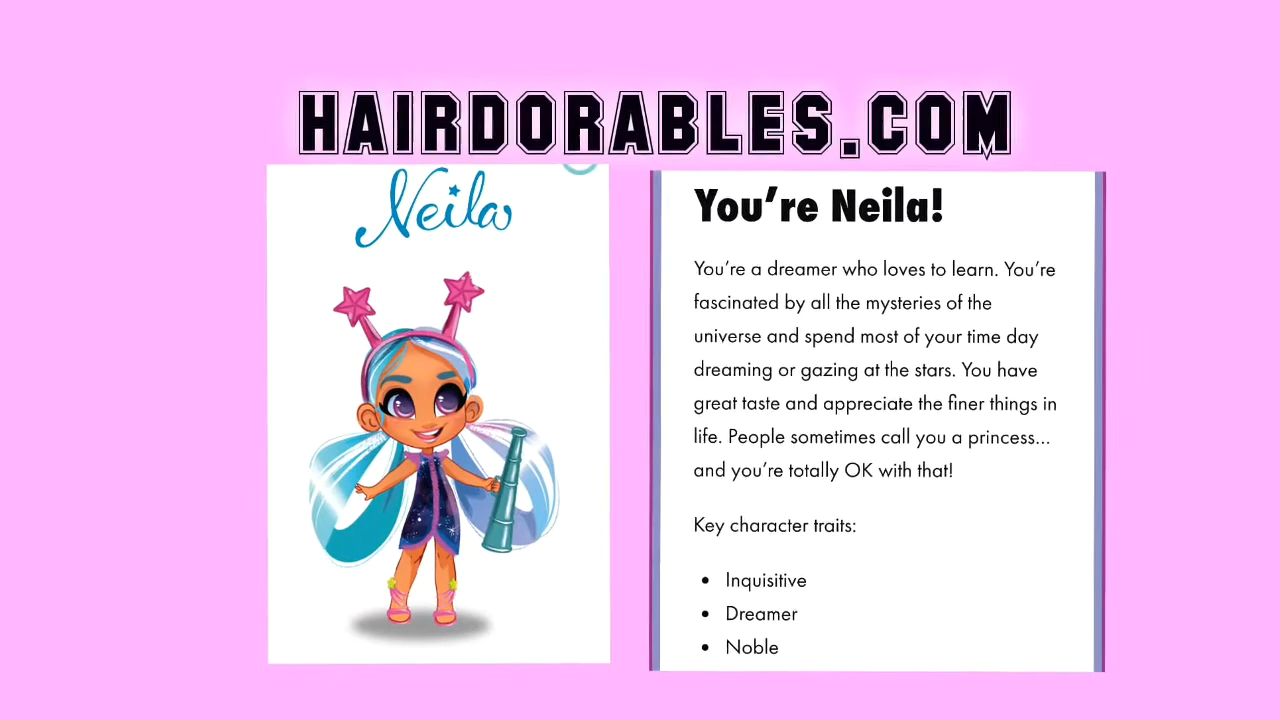 HAIRDORABLES.COM
Neila
You're Neila!
You're a dreamer who loves to learn. You're
fascinated by all the mysteries of the
universe and spend most of your time day
dreaming or gazing at the stars. You have
great taste and appreciate the finer things in
life. People sometimes call you a princess...
and you're totally OK with that!
Key character traits:
• Inquisitive
• Dreamer
• Noble